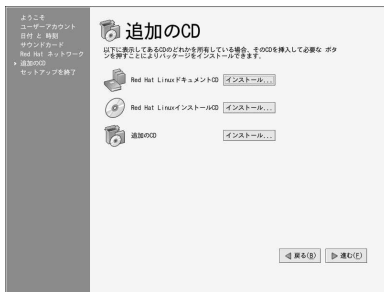 ようこそ
ユーザーアカウント
日付 と 時刻
サウンドカード
Red Hat ネットワーク
追加のCD
セットアップを終了
追加のCD
以下に表示してあるCDのどれかを所有している場合、そのCDを挿入して必要な ボタ
ンを押すことによりパッケージをインストールできます.
Red Hat LinuxドキュメントCD
インストール...
Red Hat LinuxインストールCD
インストール...
追加のCD
インストール...
戻る(B)
進む(F)